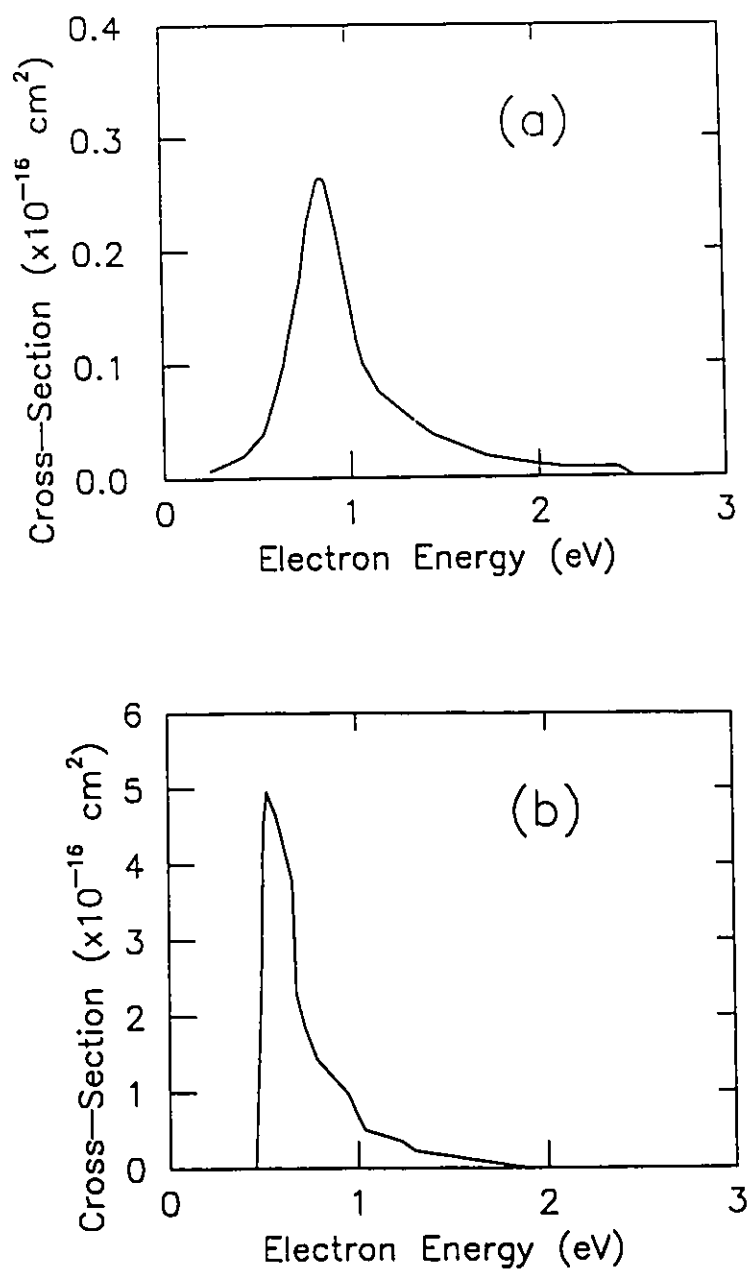 0.4
(a)
0.3
0.2
0.1
0.0
Cross—Section (x10⁻¹⁶ cm²)
0 1 2 3
Electron Energy (eV)
6
5
(b)
4
3
2
1
0
Cross—Section (x10⁻¹⁶ cm²)
0 1 2 3
Electron Energy (eV)